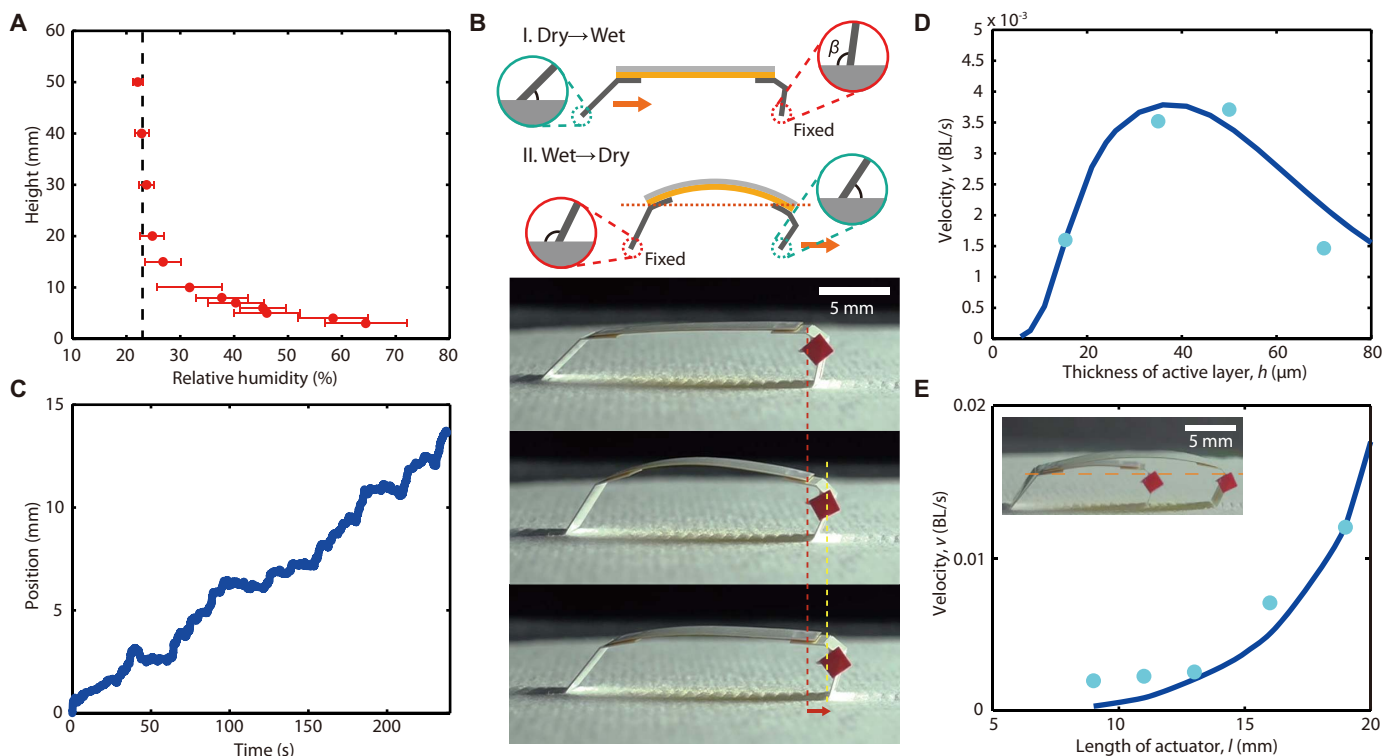 A
60
50
40
30
20
10
0
Height (mm)
10 20 30 40 50 60 70 80
Relative humidity (%)
B
I. Dry→Wet
β
Fixed
II. Wet→Dry
Fixed
5 mm
C
15
10
5
0
Position (mm)
0 50 100 150 200
Time (s)
D
5 x 10-3
4.5
4
3.5
3
2.5
2
1.5
1
0.5
0
Velocity, v (BL/s)
0 20 40 60 80
Thickness of active layer, h (μm)
E
0.02
0.01
0
Velocity, v (BL/s)
5 mm
5 10 15 20
Length of actuator, l (mm)